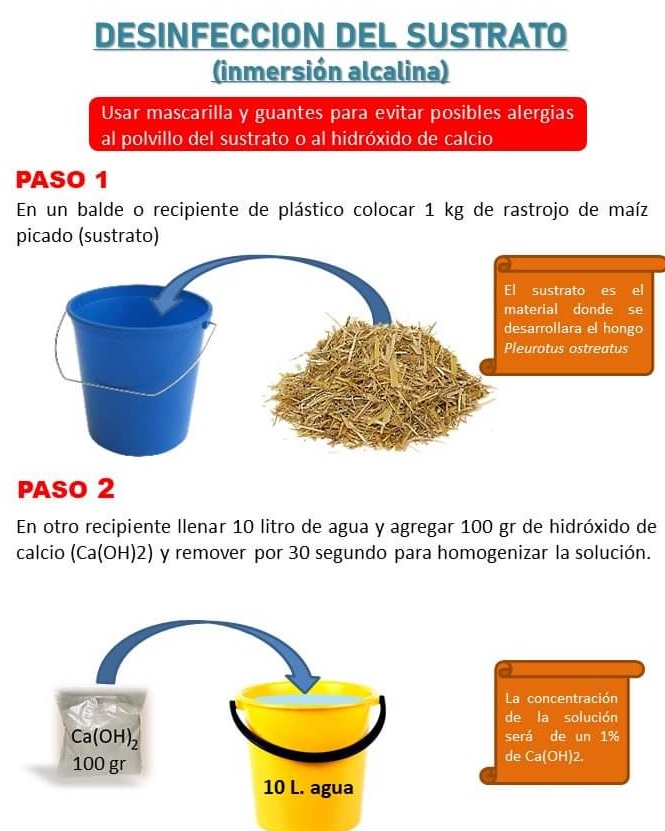 DESINFECCION DEL SUSTRATO
(inmersión alcalina)
Usar mascarilla y guantes para evitar posibles alergias
al polvillo del sustrato o al hidróxido de calcio
PASO 1
En un balde o recipiente de plástico colocar 1 kg de rastrojo de maíz
picado (sustrato)
El sustrato es el
material donde se
desarrollara el hongo
Pleurotus ostreatus
PASO 2
En otro recipiente llenar 10 litro de agua y agregar 100 gr de hidróxido de
calcio (Ca(OH)2) y remover por 30 segundo para homogenizar la solución.
Ca(OH)2
100 gr
10 L. agua
La concentración
de la solución
será de un 1%
de Ca(OH)2.